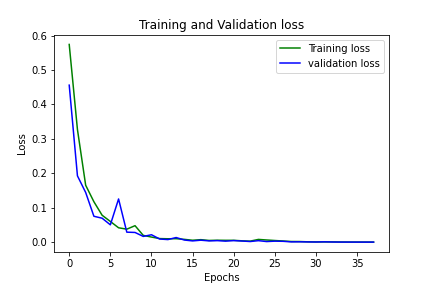 Training and Validation loss
Training loss
validation loss
Loss
0.6
0.5
0.4
0.3
0.2
0.1
0.0
0 5 10 15 20 25 30 35
Epochs